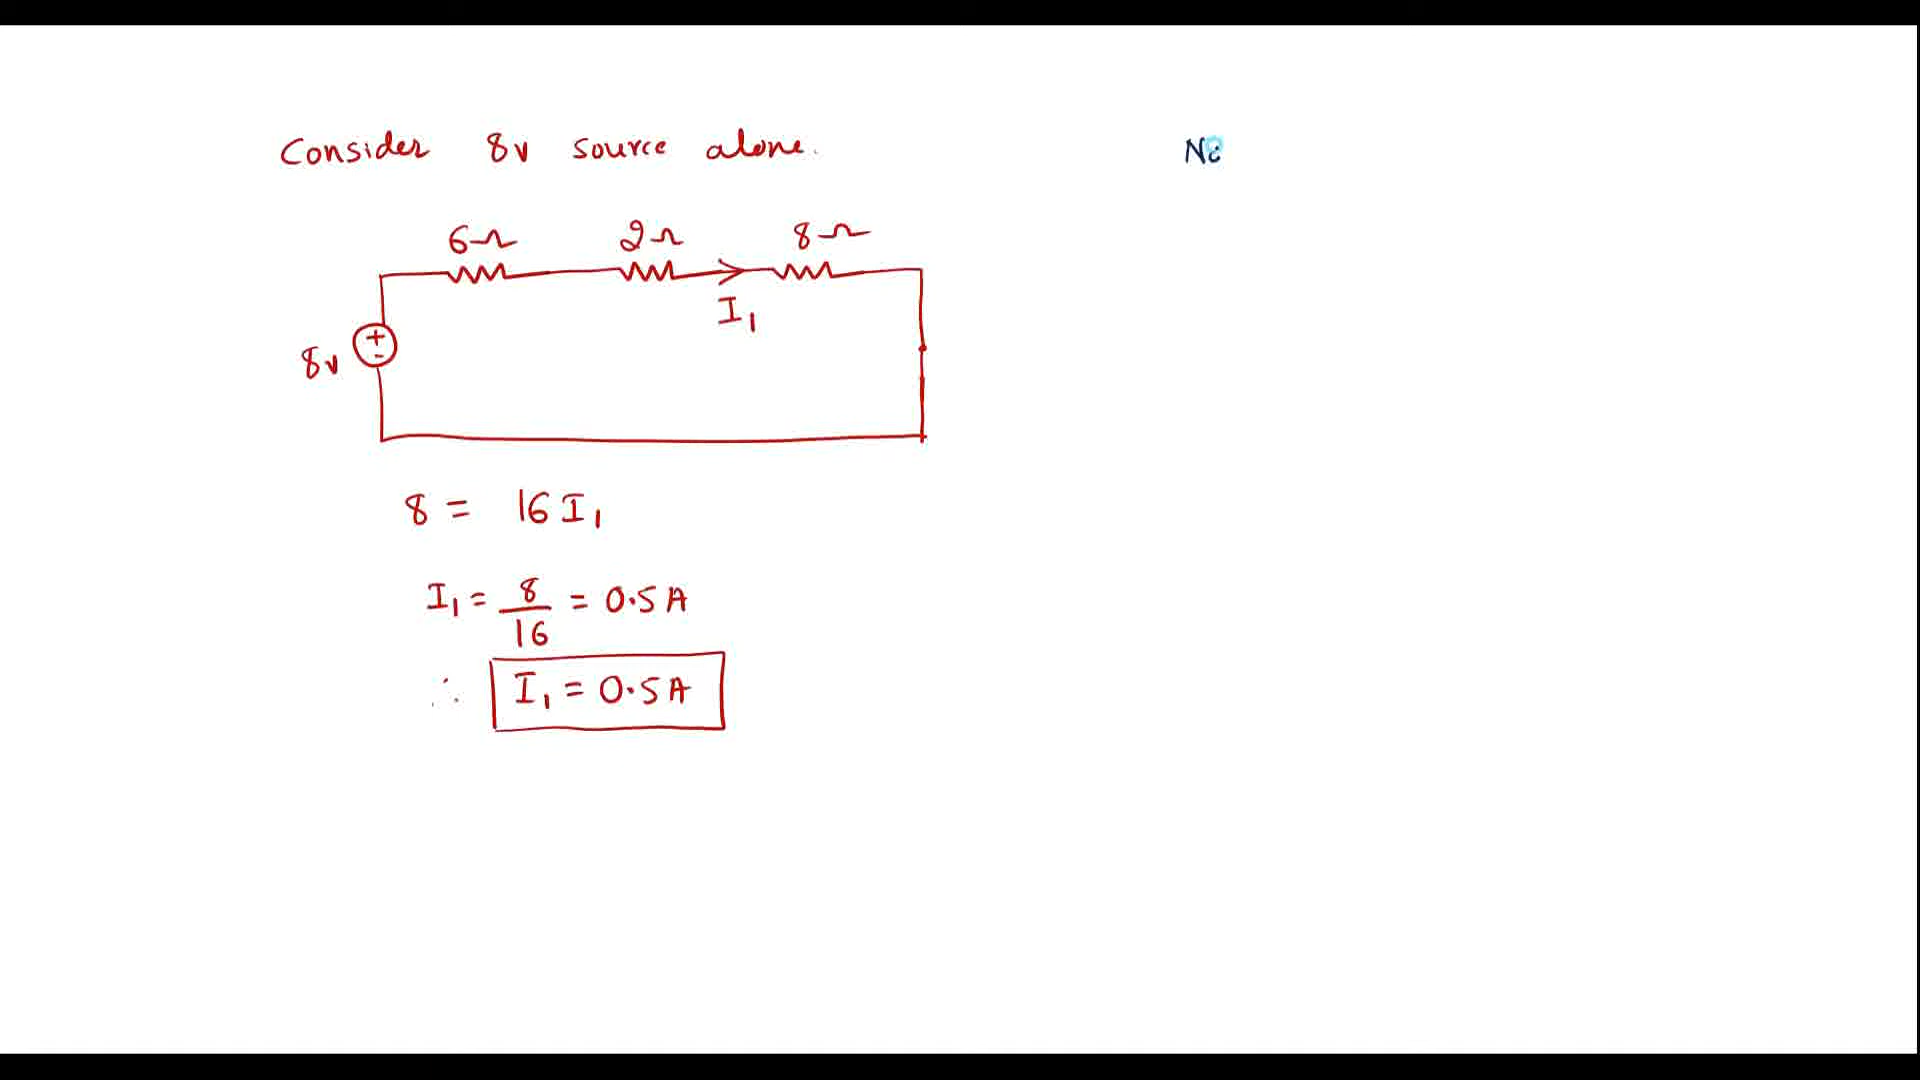 Consider 8v source alone.
6Ω 2Ω 8Ω
I₁
8v
+
-
8 = 16 I₁
I₁ = 8/16 = 0.5A
∴ I₁ = 0.5A